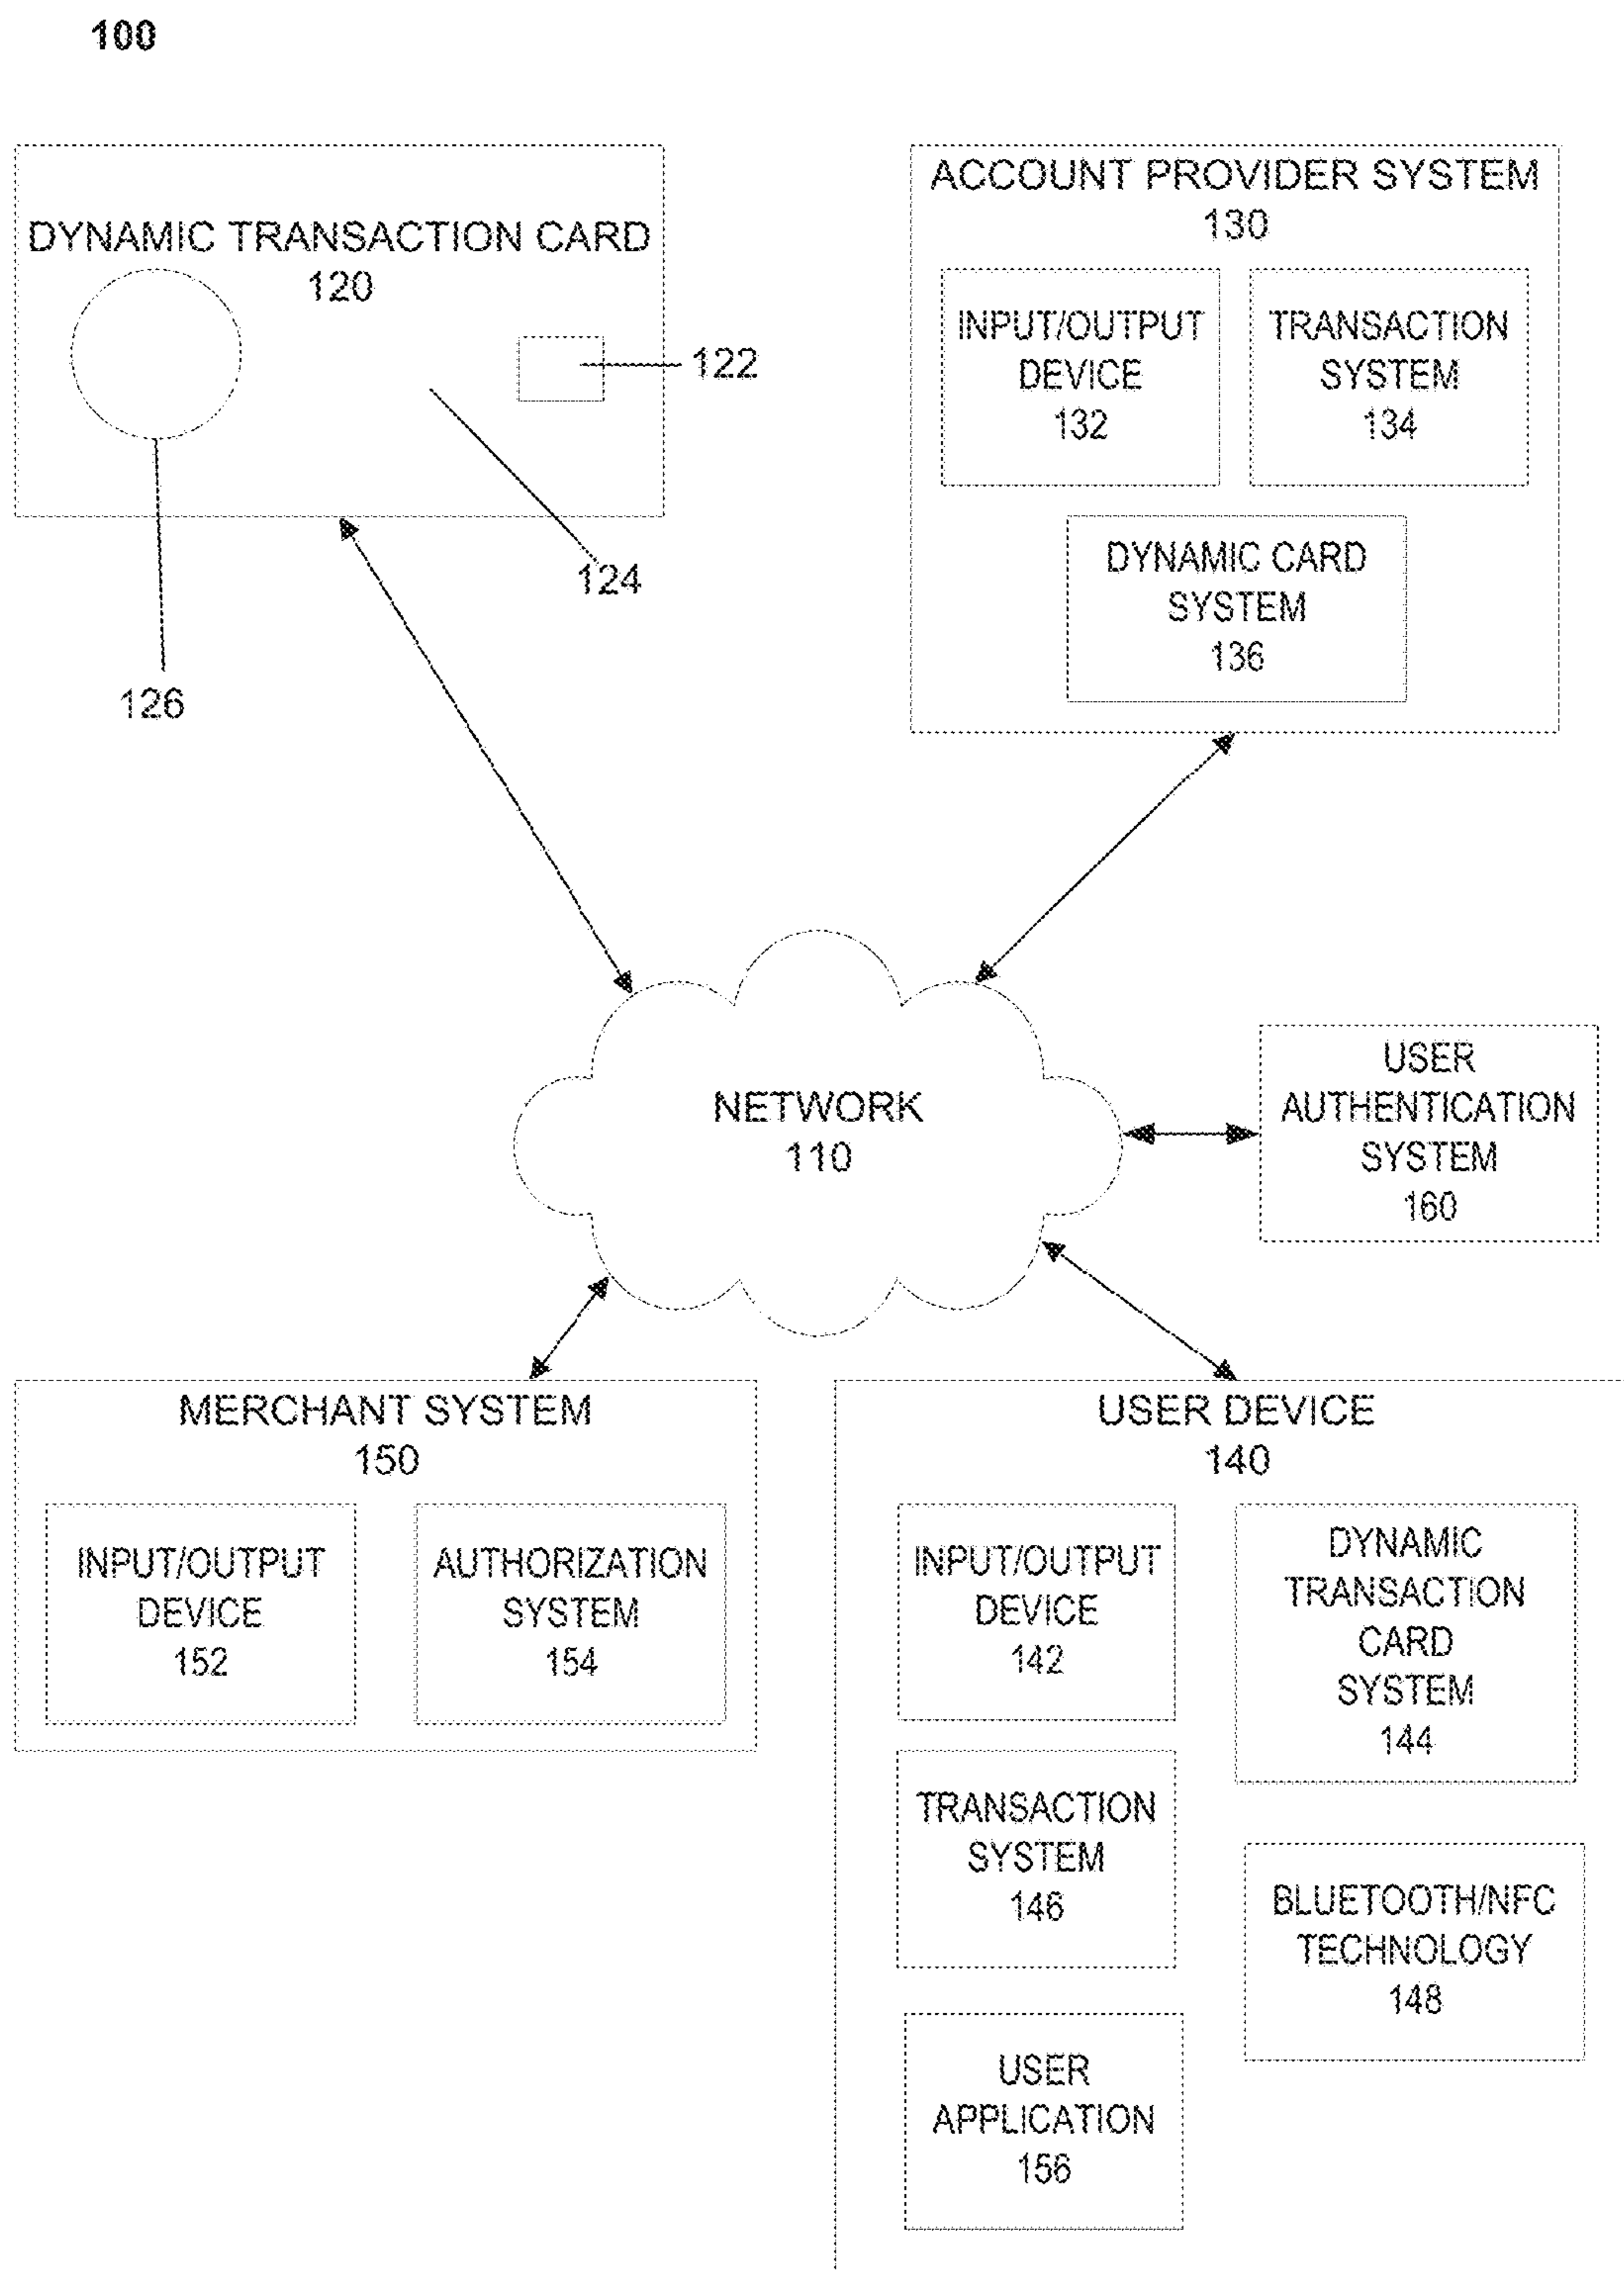 100
DYNAMIC TRANSACTION CARD
120
122
124
126
ACCOUNT PROVIDER SYSTEM
130
INPUT/OUTPUT
DEVICE
132
TRANSACTION
SYSTEM
134
DYNAMIC CARD
SYSTEM
136
NETWORK
110
USER
AUTHENTICATION
SYSTEM
160
MERCHANT SYSTEM
150
INPUT/OUTPUT
DEVICE
152
AUTHORIZATION
SYSTEM
154
USER DEVICE
140
INPUT/OUTPUT
DEVICE
142
DYNAMIC
TRANSACTION
CARD
SYSTEM
144
TRANSACTION
SYSTEM
146
BLUETOOTH/NFC
TECHNOLOGY
148
USER
APPLICATION
156